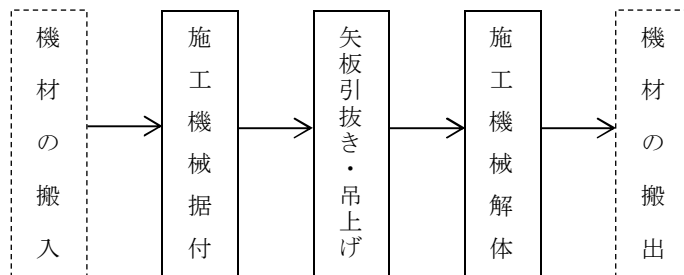 機材の搬入
施工機械据付
矢板引抜き・吊上げ
施工機械解体
機材の搬出